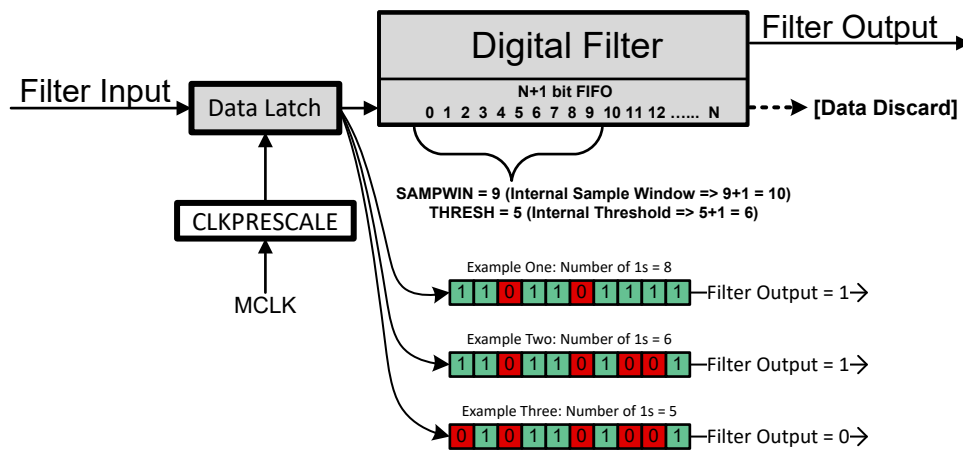 Filter Input
Data Latch
CLKPRESCALE
MCLK
Digital Filter
N+1 bit FIFO
0 1 2 3 4 5 6 7 8 9 10 11 12 ...... N
Filter Output
[Data Discard]
SAMPWIN = 9 (Internal Sample Window => 9+1 = 10)
THRESH = 5 (Internal Threshold => 5+1 = 6)
Example One: Number of 1s = 8
1 1 0 1 1 0 1 1 1 1
Filter Output = 1
Example Two: Number of 1s = 6
1 1 0 1 1 0 1 0 0 1
Filter Output = 1
Example Three: Number of 1s = 5
0 1 0 1 1 0 1 0 0 1
Filter Output = 0